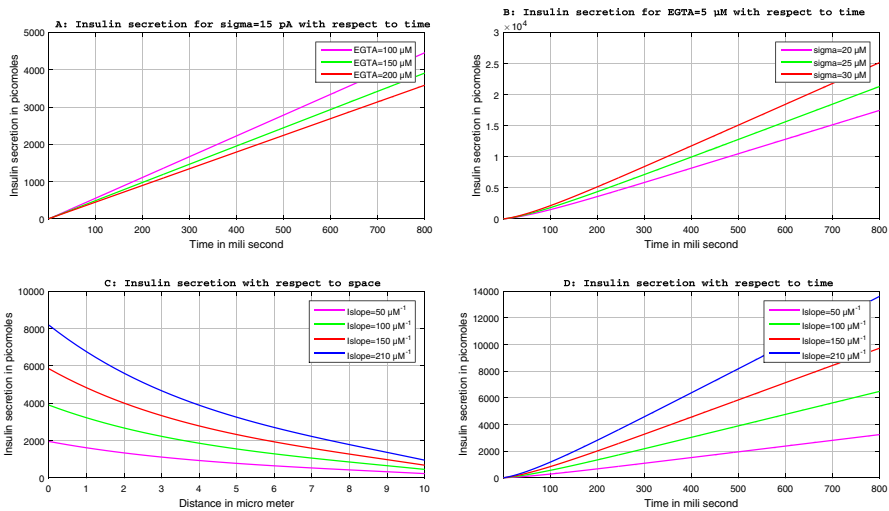 A: Insulin secretion for sigma=15 pA with respect to time
Insulin secretion in picomoles
5000
4000
3000
2000
1000
0
EGTA=100 µM
EGTA=150 µM
EGTA=200 µM
100 200 300 400 500 600 700 800
Time in mili second
B: Insulin secretion for EGTA=5 µM with respect to time
× 10⁴
Insulin secretion in picomoles
3
2.5
2
1.5
1
0.5
0
sigma=20 µM
sigma=25 µM
sigma=30 µM
100 200 300 400 500 600 700 800
Time in mili second
C: Insulin secretion with respect to space
Insulin secretion in picomoles
10000
8000
6000
4000
2000
0
Islope=50 µM⁻¹
Islope=100 µM⁻¹
Islope=150 µM⁻¹
Islope=210 µM⁻¹
0 1 2 3 4 5 6 7 8 9 10
Distance in micro meter
D: Insulin secretion with respect to time
Insulin secretion in picomoles
14000
12000
10000
8000
6000
4000
2000
0
Islope=50 µM⁻¹
Islope=100 µM⁻¹
Islope=150 µM⁻¹
Islope=210 µM⁻¹
100 200 300 400 500 600 700 800
Time in mili second